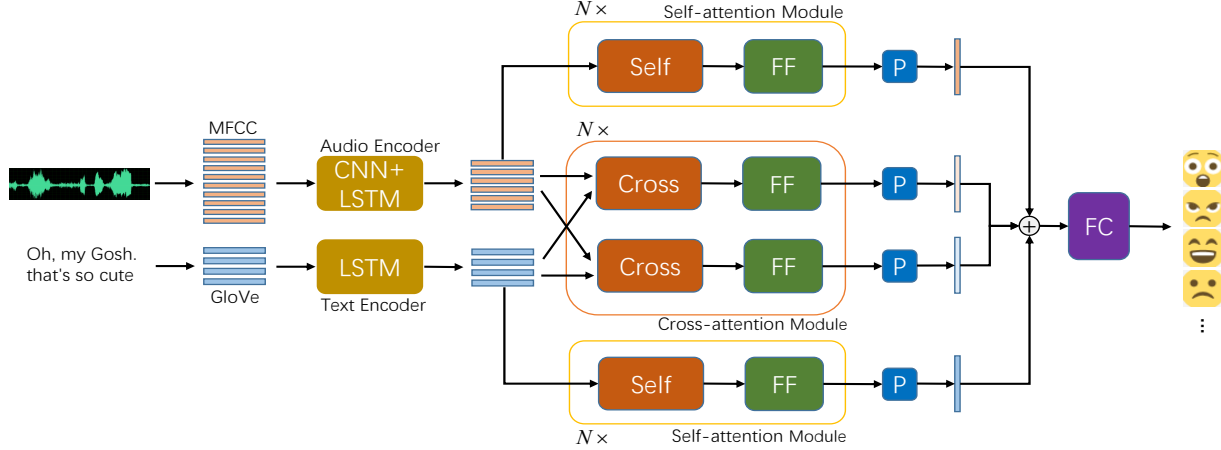 N×
Self-attention Module
Self
FF
P
MFCC
Audio Encoder
CNN+
LSTM
N×
Cross
FF
P
Oh, my Gosh.
that's so cute
GloVe
LSTM
Text Encoder
Cross
FF
P
Cross-attention Module
+
FC
...
Self
FF
P
N×
Self-attention Module